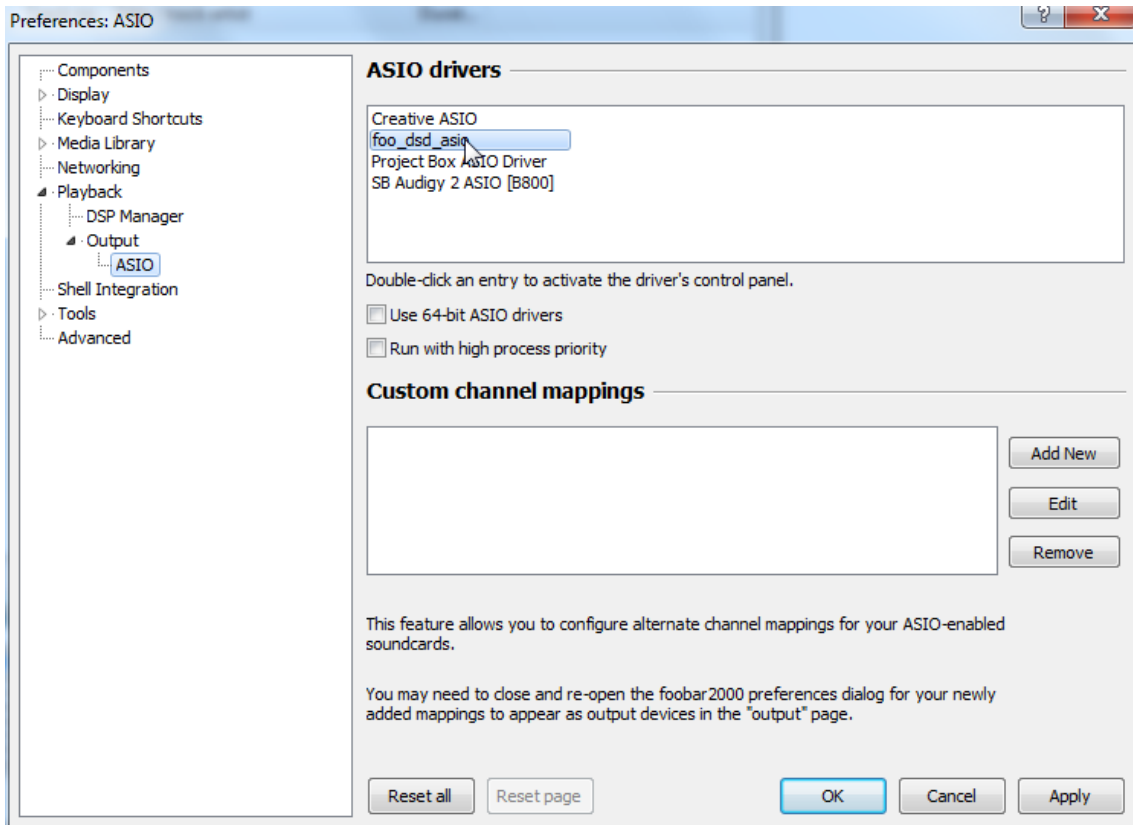 Preferences: ASIO
Components
Display
Keyboard Shortcuts
Media Library
Networking
Playback
DSP Manager
Output
ASIO
Shell Integration
Tools
Advanced
ASIO drivers
Creative ASIO
foo_dsd_asio
Project Box ASIO Driver
SB Audigy 2 ASIO [B800]
Double-click an entry to activate the driver's control panel.
Use 64-bit ASIO drivers
Run with high process priority
Custom channel mappings
Add New
Edit
Remove
This feature allows you to configure alternate channel mappings for your ASIO-enabled
soundcards.
You may need to close and re-open the foobar2000 preferences dialog for your newly
added mappings to appear as output devices in the "output" page.
Reset all
Reset page
OK
Cancel
Apply